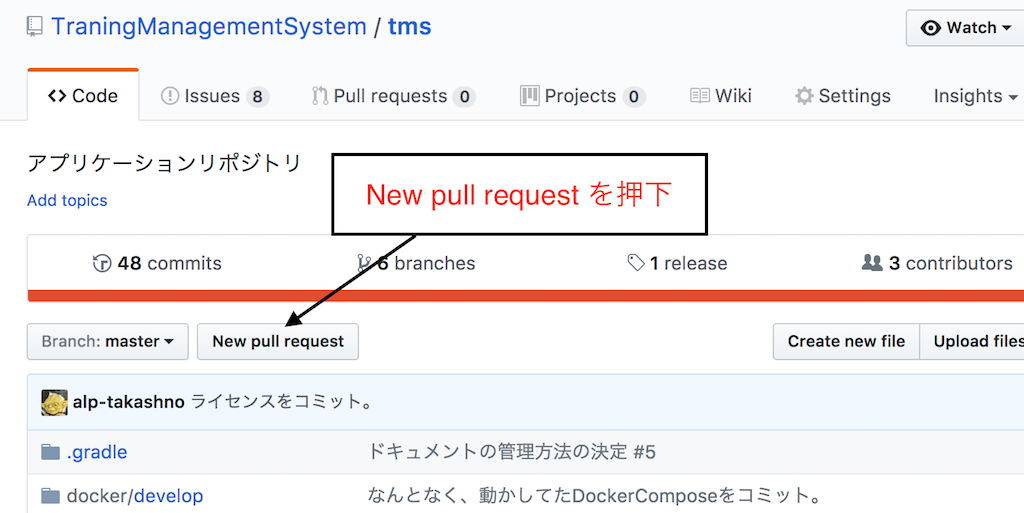 TraningManagementSystem / tms
Watch
Code Issues 8 Pull requests 0 Projects 0 Wiki Settings Insights
アプリケーションリポジトリ
New pull request を押下
Add topics
48 commits 6 branches 1 release 3 contributors
Branch: master New pull request Create new file Upload files
alp-takashno ライセンスをコミット。
.gradle ドキュメントの管理方法の決定 #5
docker/develop なんとなく、動かしてたDockerComposeをコミット。